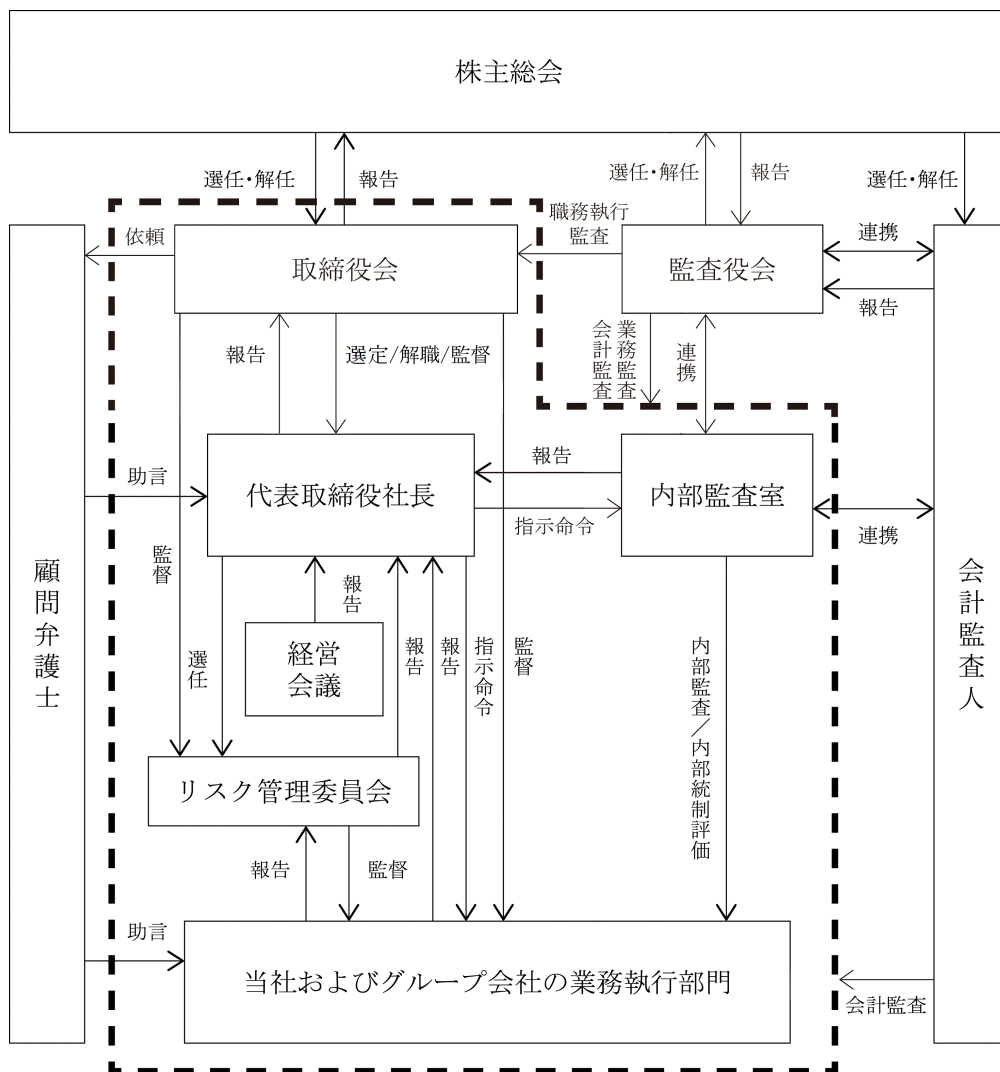 株主総会
選任・解任
報告
選任・解任
報告
選任・解任
職務執行
監査
依頼
取締役会
監査役会
連携
報告
報告
選定/解職/監督
業務監査
会計監査
連携
助言
代表取締役社長
報告
指示命令
内部監査室
連携
顧問弁護士
会計監査人
監督
選任
報告
経営
会議
報告
報告
指示命令
監督
内部監査／内部統制評価
リスク管理委員会
報告
監督
助言
当社およびグループ会社の業務執行部門
会計監査